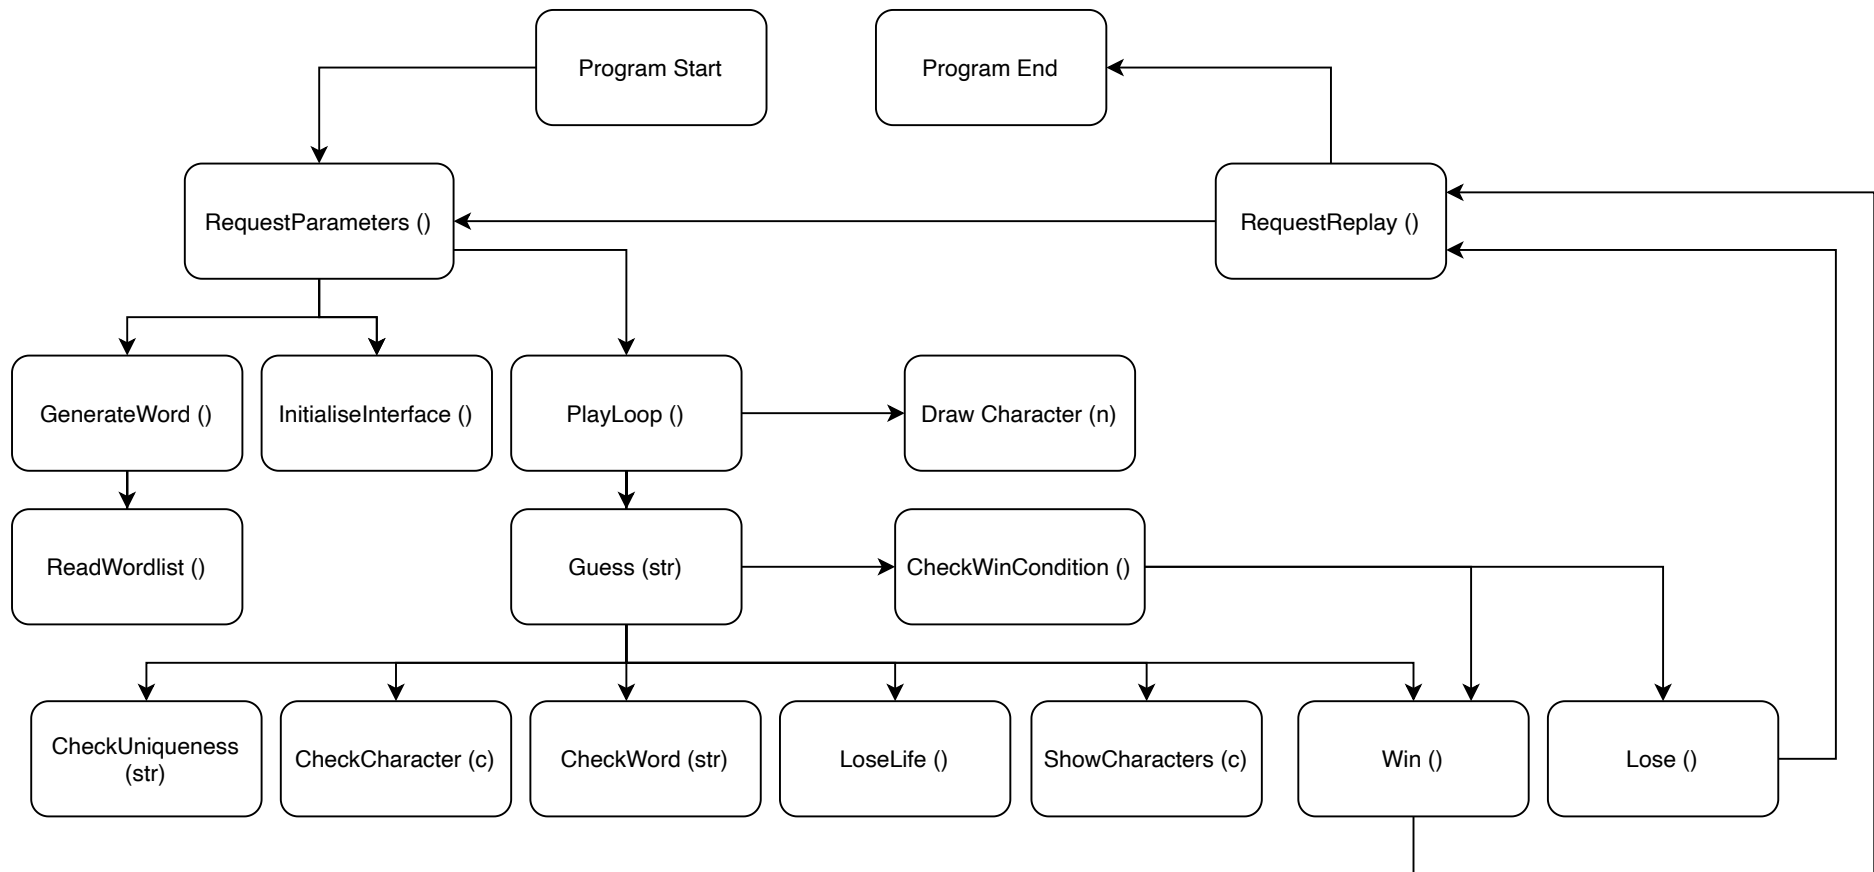 Program Start
Program End
RequestParameters ()
RequestReplay ()
GenerateWord ()
InitialiseInterface ()
PlayLoop ()
Draw Character (n)
ReadWordlist ()
Guess (str)
CheckWinCondition ()
CheckUniqueness
(str)
CheckCharacter (c)
CheckWord (str)
LoseLife ()
ShowCharacters (c)
Win ()
Lose ()